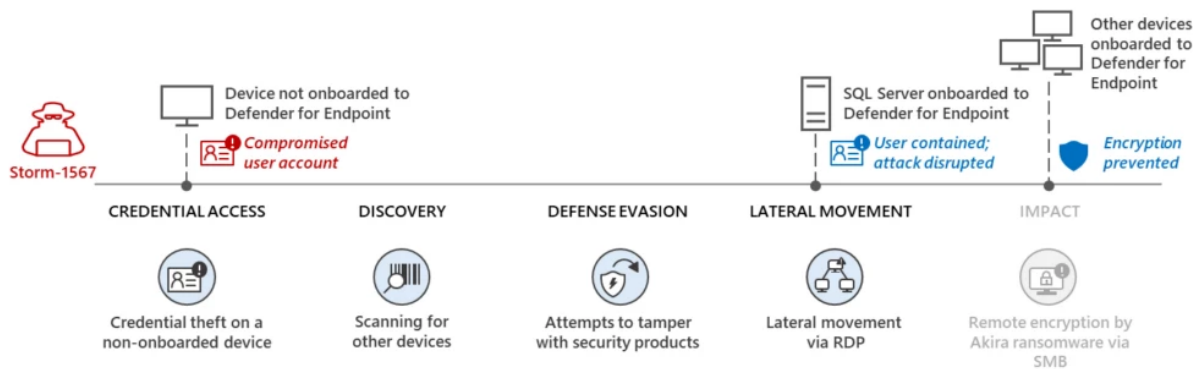 Storm-1567
Device not onboarded to
Defender for Endpoint
Compromised
user account
SQL Server onboarded to
Defender for Endpoint
User contained;
attack disrupted
Other devices
onboarded to
Defender for
Endpoint
Encryption
prevented
CREDENTIAL ACCESS
DISCOVERY
DEFENSE EVASION
LATERAL MOVEMENT
IMPACT
Credential theft on a
non-onboarded device
Scanning for
other devices
Attempts to tamper
with security products
Lateral movement
via RDP
Remote encryption by
Akira ransomware via
SMB